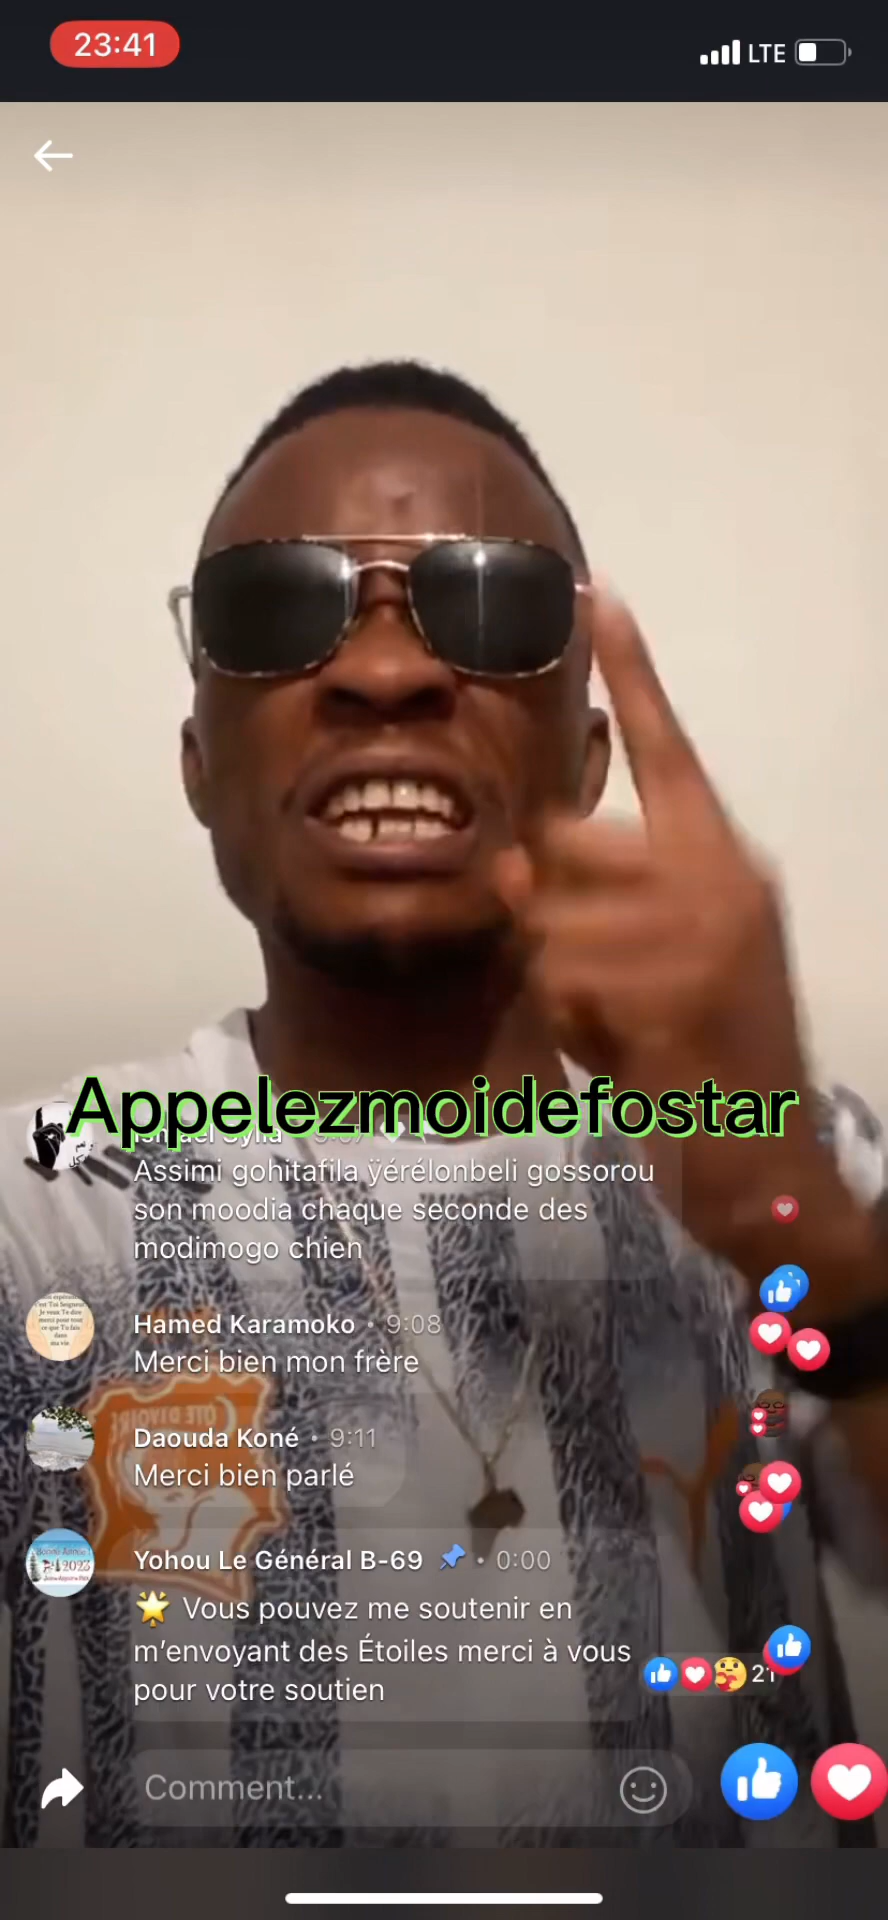 23:41
LTE
Appelezmoidefostar
Assimi gohitafila ÿérélonbeli gossorou
son moodia chaque seconde des
modimogo chien
Hamed Karamoko • 9:08
Merci bien mon frère
Daouda Koné • 9:11
Merci bien parlé
Yohou Le Général B-69 • 0:00
🌟 Vous pouvez me soutenir en
m'envoyant des Étoiles merci à vous
pour votre soutien
Comment...